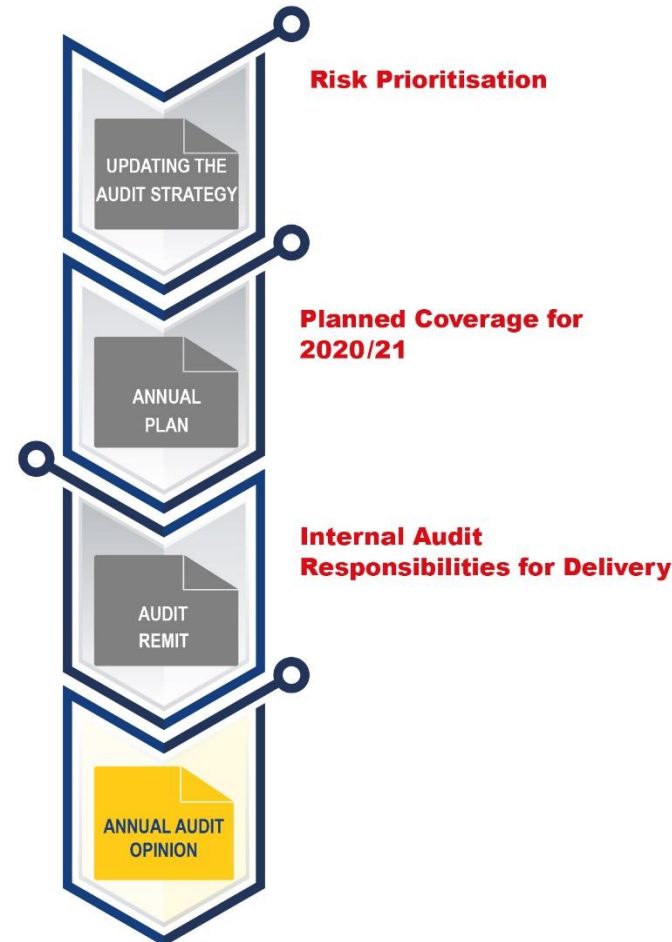 Risk Prioritisation
UPDATING THE
AUDIT STRATEGY
Planned Coverage for
2020/21
ANNUAL
PLAN
Internal Audit
Responsibilities for Delivery
AUDIT
REMIT
ANNUAL AUDIT
OPINION